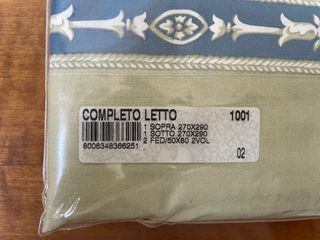 COMPLETO LETTO 1001
1 SOPRA 270X290
1 SOTTO 270X290
2 FED/50X80 2VOL
8006348366251
02